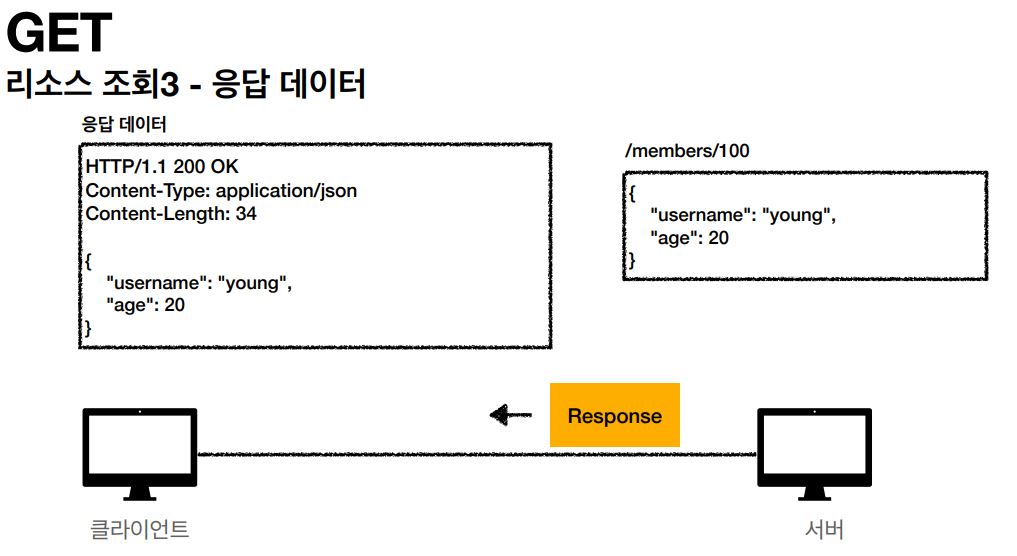 GET
리소스 조회3 - 응답 데이터
응답 데이터
HTTP/1.1 200 OK
Content-Type: application/json
Content-Length: 34
{
"username": "young",
"age": 20
}
/members/100
{
"username": "young",
"age": 20
}
Response
클라이언트
서버